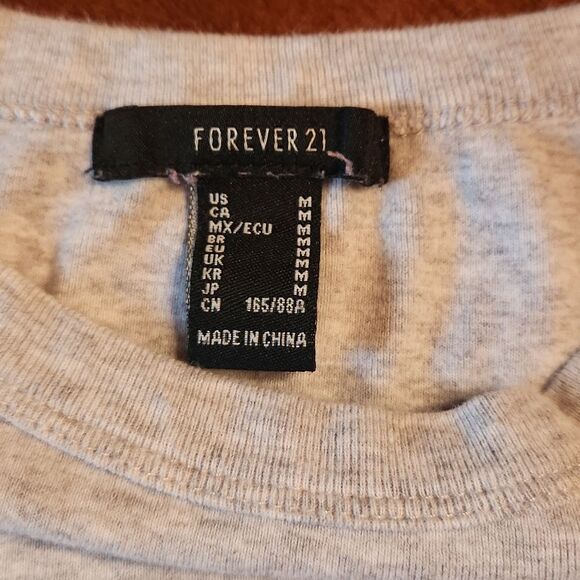 FOREVER 21
US M
CA M
MX/ECU M
BR M
EU M
UK M
KR M
JP M
CN 165/88A
MADE IN CHINA